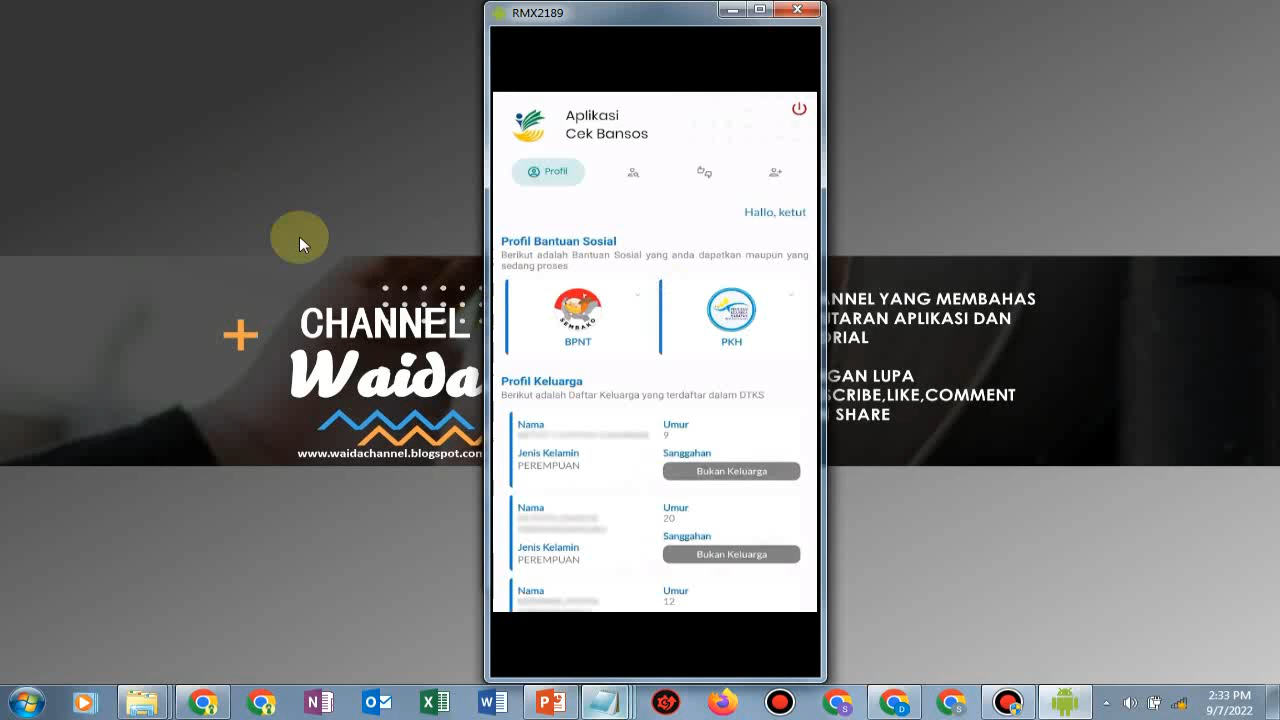 RMX2189
Aplikasi
Cek Bansos
Profil
Hallo, ketut
Profil Bantuan Sosial
Berikut adalah Bantuan Sosial yang anda dapatkan maupun yang
sedang proses
SEMBAKO
BPNT
PKH
Profil Keluarga
Berikut adalah Daftar Keluarga yang terdaftar dalam DTKS
Nama
Umur
9
Jenis Kelamin
PEREMPUAN
Sanggahan
Bukan Keluarga
Nama
Umur
20
Jenis Kelamin
PEREMPUAN
Sanggahan
Bukan Keluarga
Nama
Umur
12
CHANNEL
Waida
www.waidachannel.blogspot.com
NNEL YANG MEMBAHAS
TARAN APLIKASI DAN
ORIAL
GAN LUPA
SCRIBE,LIKE,COMMENT
SHARE
2:33 PM
9/7/2022